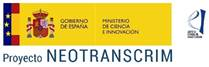 GOBIERNO
DE ESPAÑA
MINISTERIO
DE CIENCIA
E INNOVACIÓN
Proyecto NEOTRANSCRIM